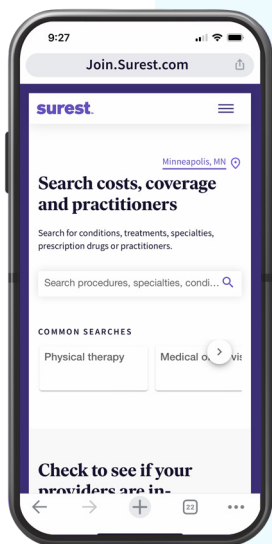 9:27
Join.Surest.com
surest.
Minneapolis, MN
Search costs, coverage
and practitioners
Search for conditions, treatments, specialties,
prescription drugs or practitioners.
Search procedures, specialties, condi...
COMMON SEARCHES
Physical therapy
Medical
Check to see if your
providers are in-
22